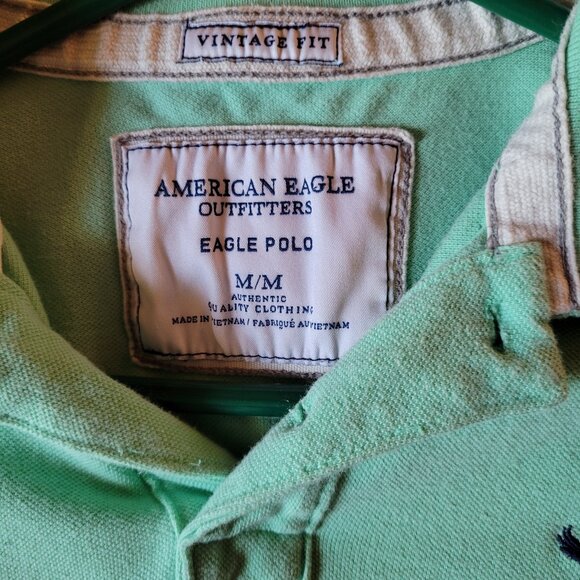 VINTAGE FIT
AMERICAN EAGLE
OUTFITTERS
EAGLE POLO
M/M
AUTHENTIC
QUALITY CLOTHING
MADE IN VIETNAM / FABRIQUÉ AU VIETNAM